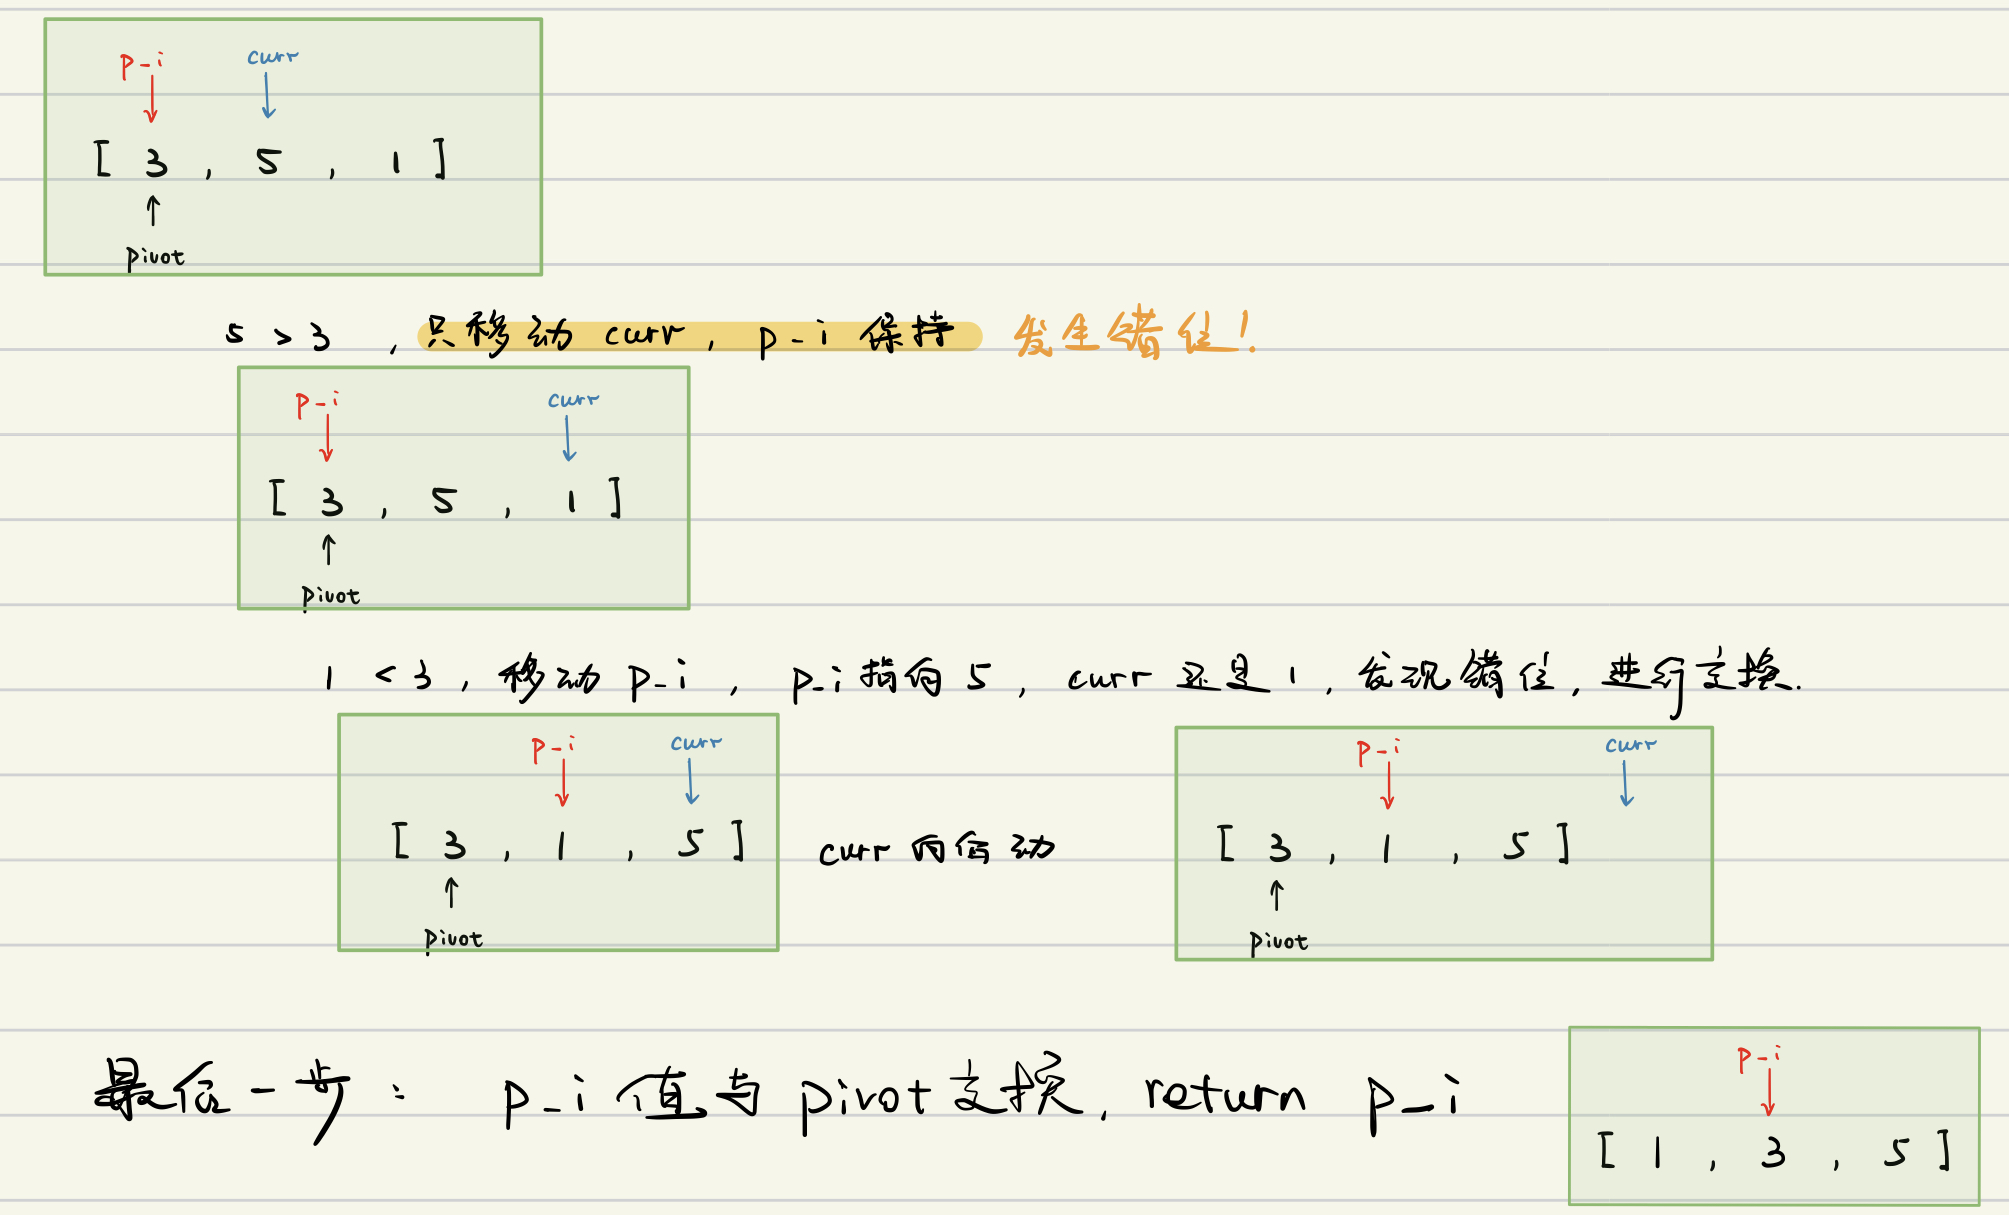 p-i curr
[ 3 , 5 , 1 ]
↑
pivot
5 > 3 , 只移动 curr, p-i 保持 发生错位!
p-i curr
[ 3 , 5 , 1 ]
↑
pivot
1 < 3, 移动 p-i, p-i 指向 5, curr 还是 1, 发现错位, 进行交换.
p-i curr
[ 3 , 1 , 5 ]
↑
pivot
curr 向后动
p-i curr
[ 3 , 1 , 5 ]
↑
pivot
最后一步: p-i 值与 pivot 交换, return p-i
p-i
[ 1 , 3 , 5 ]